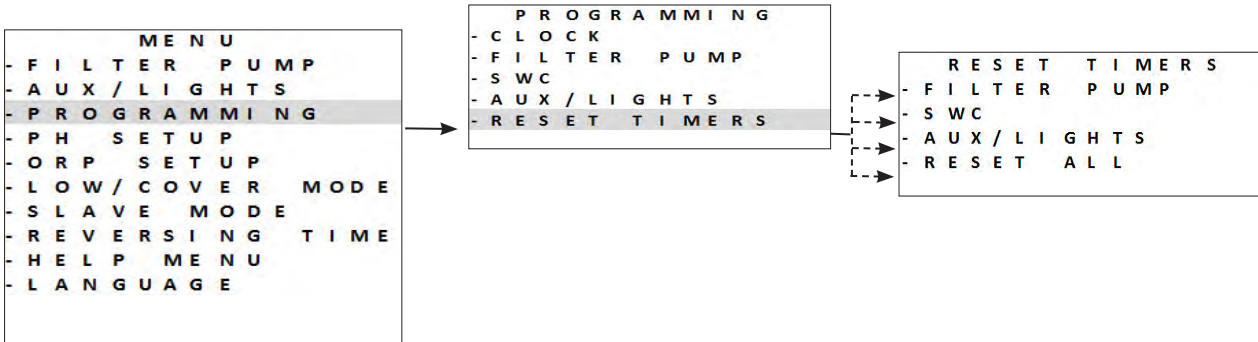 MENU
- FILTER PUMP
- AUX/LIGHTS
- PROGRAMMING
- PH SETUP
- ORP SETUP
- LOW/COVER MODE
- SLAVE MODE
- REVERSING TIME
- HELP MENU
- LANGUAGE
PROGRAMMING
- CLOCK
- FILTER PUMP
- SWC
- AUX/LIGHTS
- RESET TIMERS
RESET TIMERS
- FILTER PUMP
- SWC
- AUX/LIGHTS
- RESET ALL